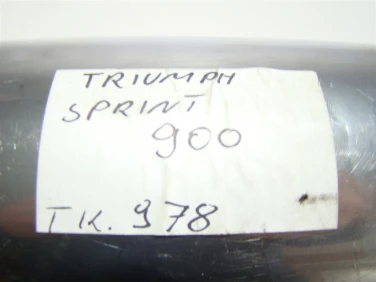 TRIUMPH
SPRINT
900
TK. 978